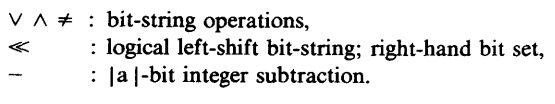 ∨ ∧ ≠ : bit-string operations,
≪ : logical left-shift bit-string; right-hand bit set,
− : |a|-bit integer subtraction.